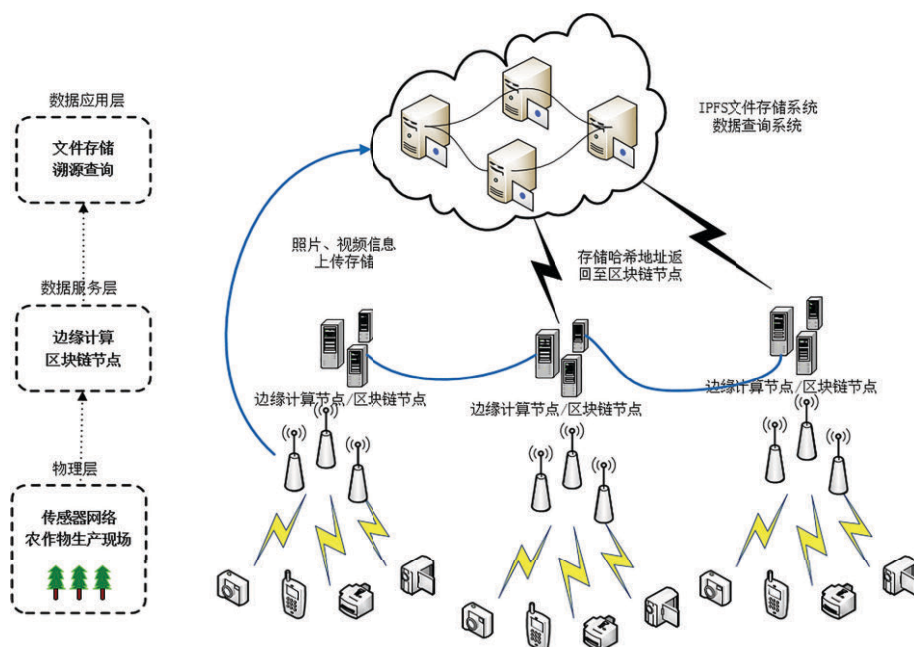 数据应用层
文件存储
溯源查询
数据服务层
边缘计算
区块链节点
物理层
传感器网络
农作物生产现场
IPFS文件存储系统
数据查询系统
照片、视频信息
上传存储
存储哈希地址返
回至区块链节点
边缘计算节点/区块链节点
边缘计算节点/区块链节点
边缘计算节点/区块链节点